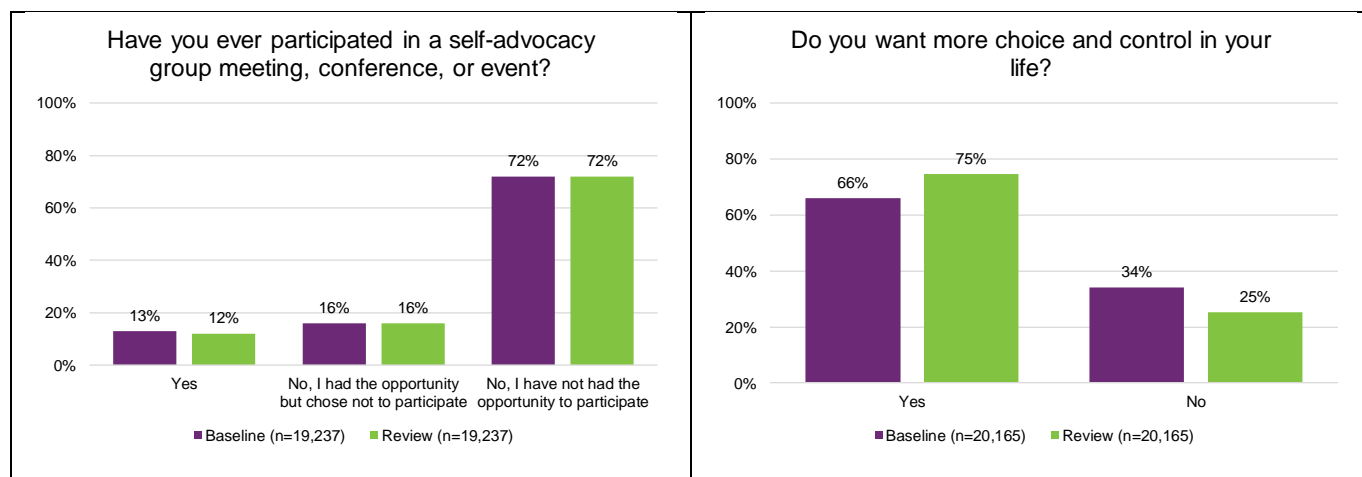 Have you ever participated in a self-advocacy
group meeting, conference, or event?
100%
80%
60%
40%
20%
0%
13%
12%
16%
16%
72%
72%
Yes
No, I had the opportunity
but chose not to participate
No, I have not had the
opportunity to participate
Baseline (n=19,237)
Review (n=19,237)
Do you want more choice and control in your
life?
100%
80%
60%
40%
20%
0%
66%
75%
34%
25%
Yes
No
Baseline (n=20,165)
Review (n=20,165)